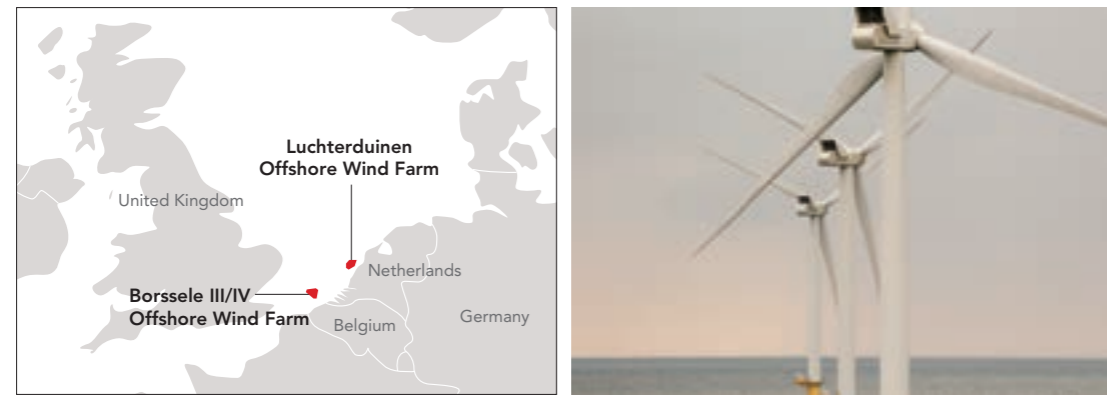 Luchterduinen
Offshore Wind Farm
United Kingdom
Netherlands
Borssele III/IV
Offshore Wind Farm
Belgium
Germany